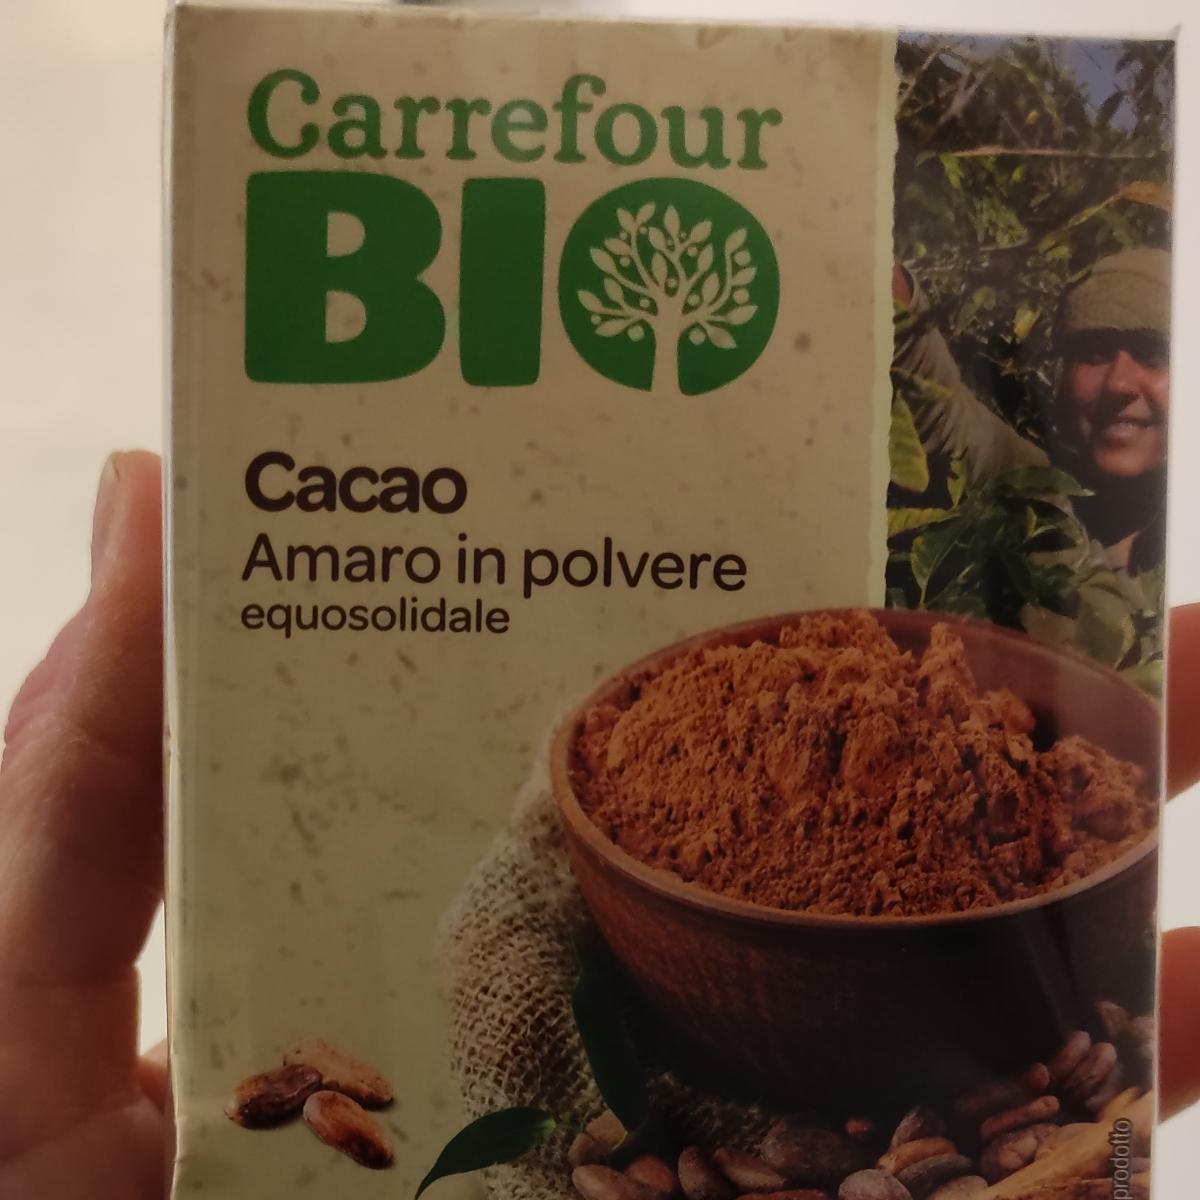 Carrefour
BIO
Cacao
Amaro in polvere
equosolidale
prodotto